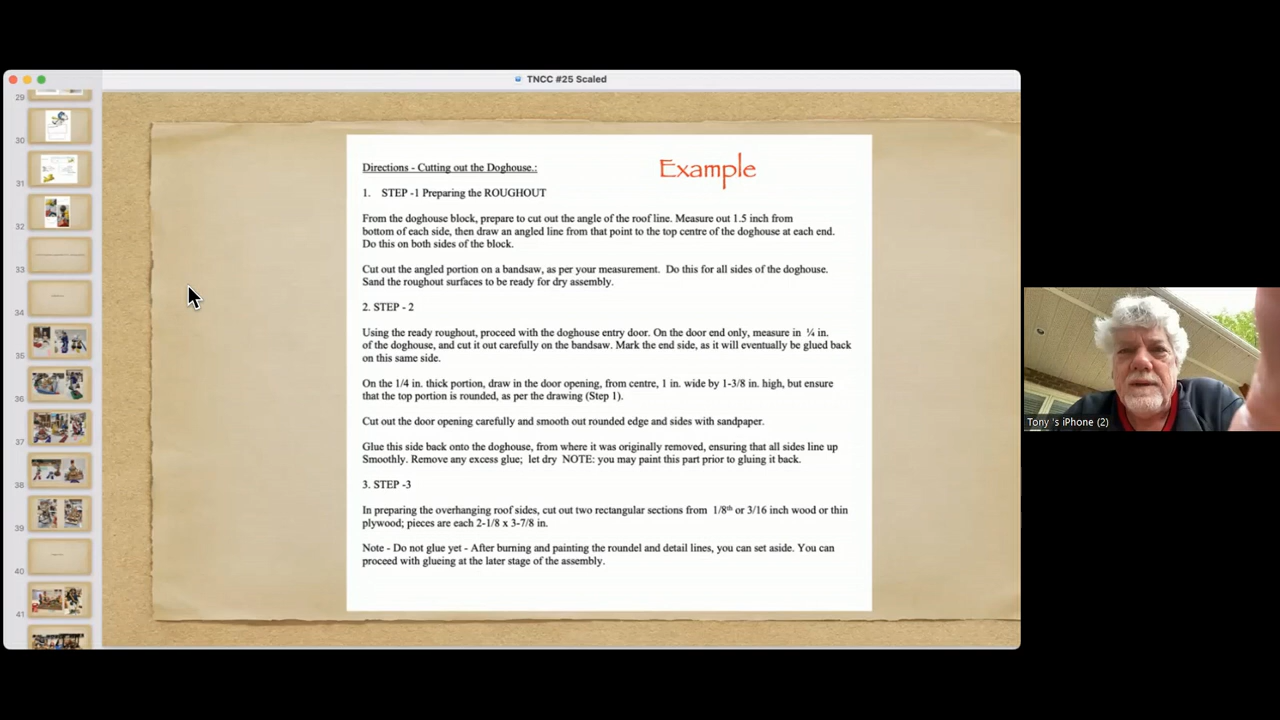 TNCC #25 Scaled
29
30
31
32
33
34
35
36
37
38
39
40
41
Example
Directions - Cutting out the Doghouse.:
1. STEP -1 Preparing the ROUGHOUT
From the doghouse block, prepare to cut out the angle of the roof line. Measure out 1.5 inch from
bottom of each side, then draw an angled line from that point to the top centre of the doghouse at each end.
Do this on both sides of the block.
Cut out the angled portion on a bandsaw, as per your measurement. Do this for all sides of the doghouse.
Sand the roughout surfaces to be ready for dry assembly.
2. STEP - 2
Using the ready roughout, proceed with the doghouse entry door. On the door end only, measure in ¼ in.
of the doghouse, and cut it out carefully on the bandsaw. Mark the end side, as it will eventually be glued back
on this same side.
On the 1/4 in. thick portion, draw in the door opening, from centre, 1 in. wide by 1-3/8 in. high, but ensure
that the top portion is rounded, as per the drawing (Step 1).
Cut out the door opening carefully and smooth out rounded edge and sides with sandpaper.
Glue this side back onto the doghouse, from where it was originally removed, ensuring that all sides line up
Smoothly. Remove any excess glue; let dry NOTE: you may paint this part prior to gluing it back.
3. STEP -3
In preparing the overhanging roof sides, cut out two rectangular sections from 1/8th or 3/16 inch wood or thin
plywood; pieces are each 2-1/8 x 3-7/8 in.
Note - Do not glue yet - After burning and painting the roundel and detail lines, you can set aside. You can
proceed with glueing at the later stage of the assembly.
Tony 's iPhone (2)